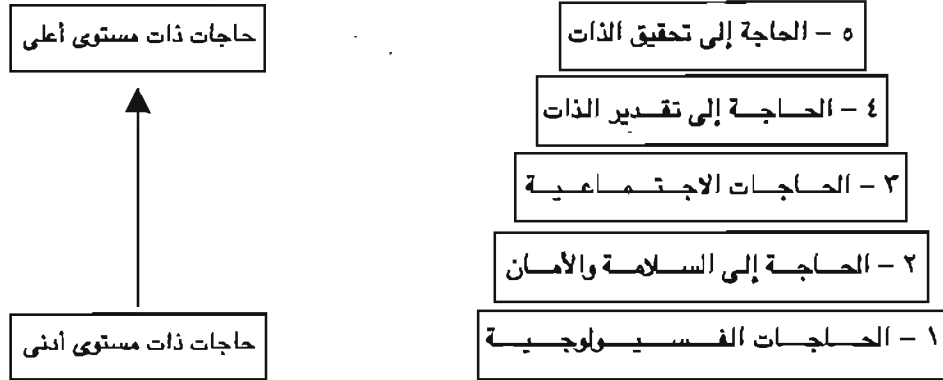 ٥ – الحاجة إلى تحقيق الذات
حاجات ذات مستوى أعلى
٤ – الحاجة إلى تقدير الذات
٣ – الحاجات الاجتماعية
٢ – الحاجة إلى السلامة والأمان
١ – الحاجات الفسيولوجية
حاجات ذات مستوى أدنى